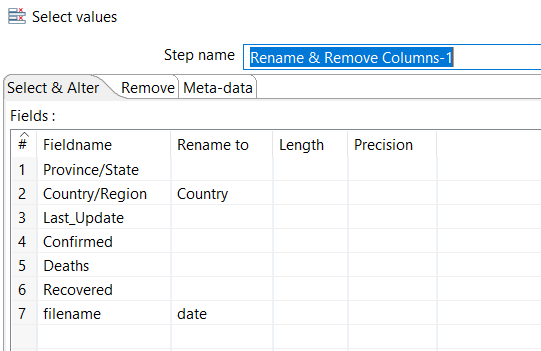 Select values
Step name Rename & Remove Columns-1
Select & Alter Remove Meta-data
Fields :
# Fieldname Rename to Length Precision
1 Province/State
2 Country/Region Country
3 Last_Update
4 Confirmed
5 Deaths
6 Recovered
7 filename date